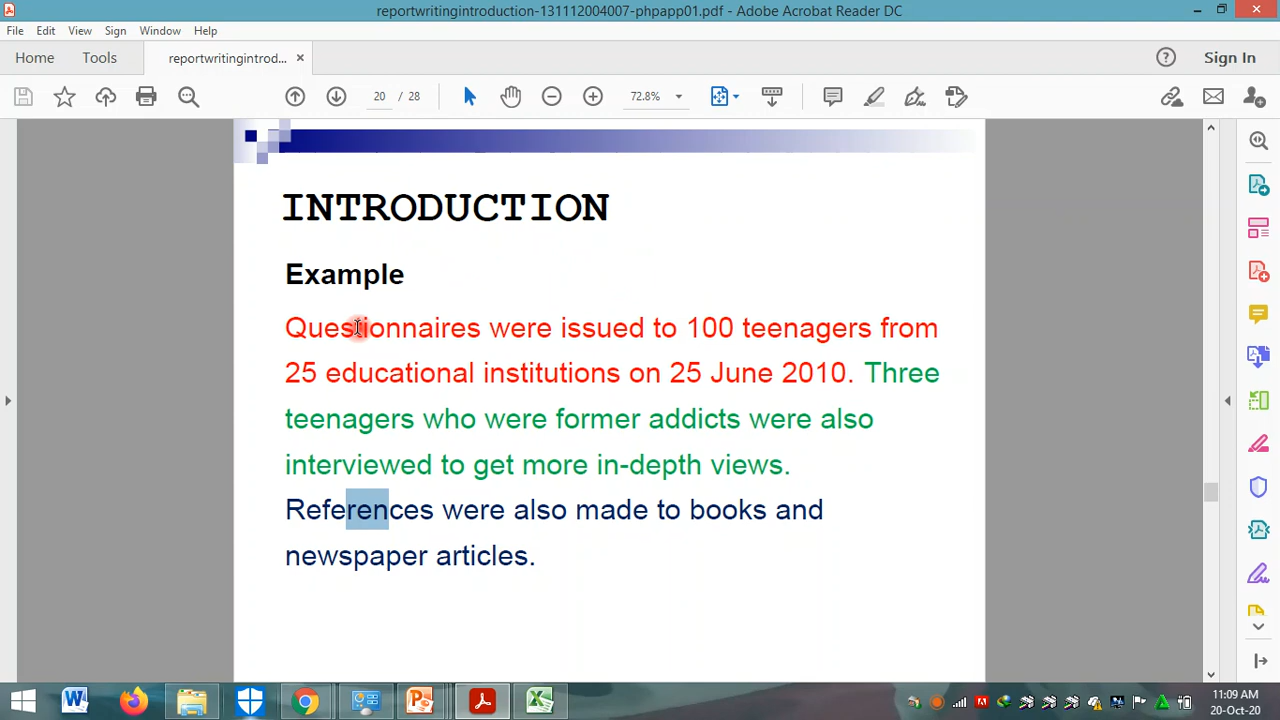 reportwritingintroduction-131112004007-phpapp01.pdf - Adobe Acrobat Reader DC
File Edit View Sign Window Help
Home Tools reportwritingintrod... × Sign In
20 / 28 72.8%
INTRODUCTION
Example
Questionnaires were issued to 100 teenagers from
25 educational institutions on 25 June 2010. Three
teenagers who were former addicts were also
interviewed to get more in-depth views.
References were also made to books and
newspaper articles.
11:09 AM
20-Oct-20